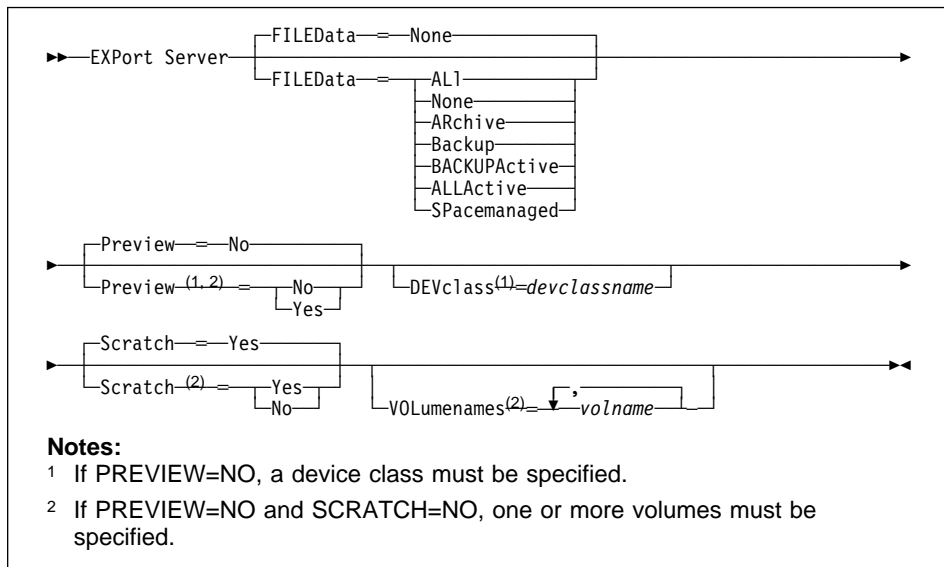 FILEData = None
EXPort Server
FILEData = ALl
None
ARchive
Backup
BACKUPActive
ALLActive
SPacemanaged
Preview = No
Preview (1, 2) = No
Yes
DEVclass(1)=devclassname
Scratch = Yes
Scratch (2) = Yes
No
,
VOLumenames(2)= volname
Notes:
1 If PREVIEW=NO, a device class must be specified.
2 If PREVIEW=NO and SCRATCH=NO, one or more volumes must be
specified.